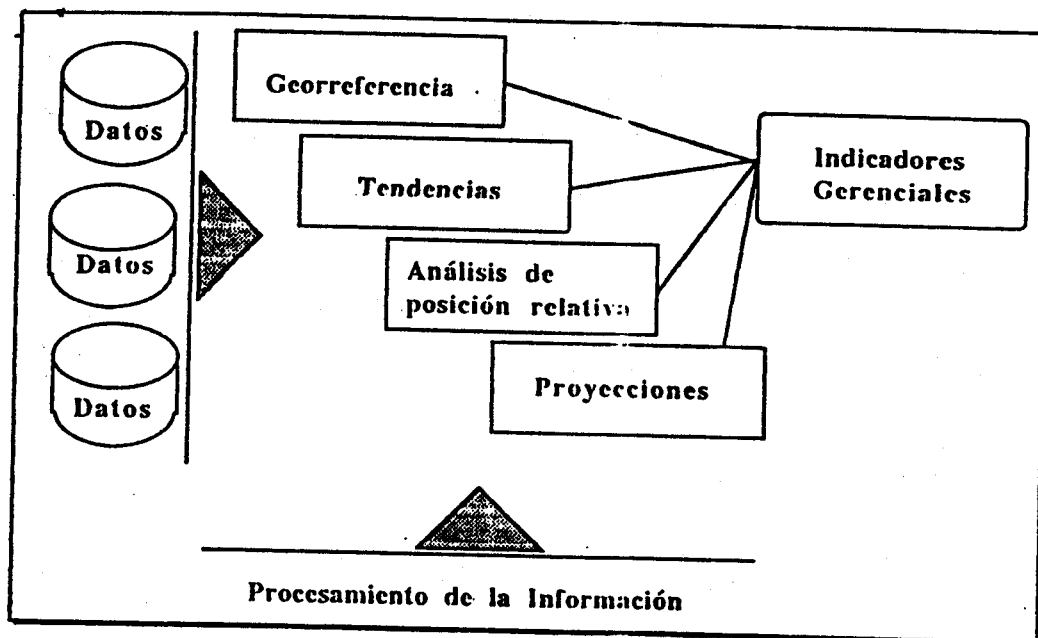 Datos
Datos
Datos
Georreferencia
Tendencias
Análisis de
posición relativa
Proyecciones
Indicadores
Gerenciales
Procesamiento de la Información